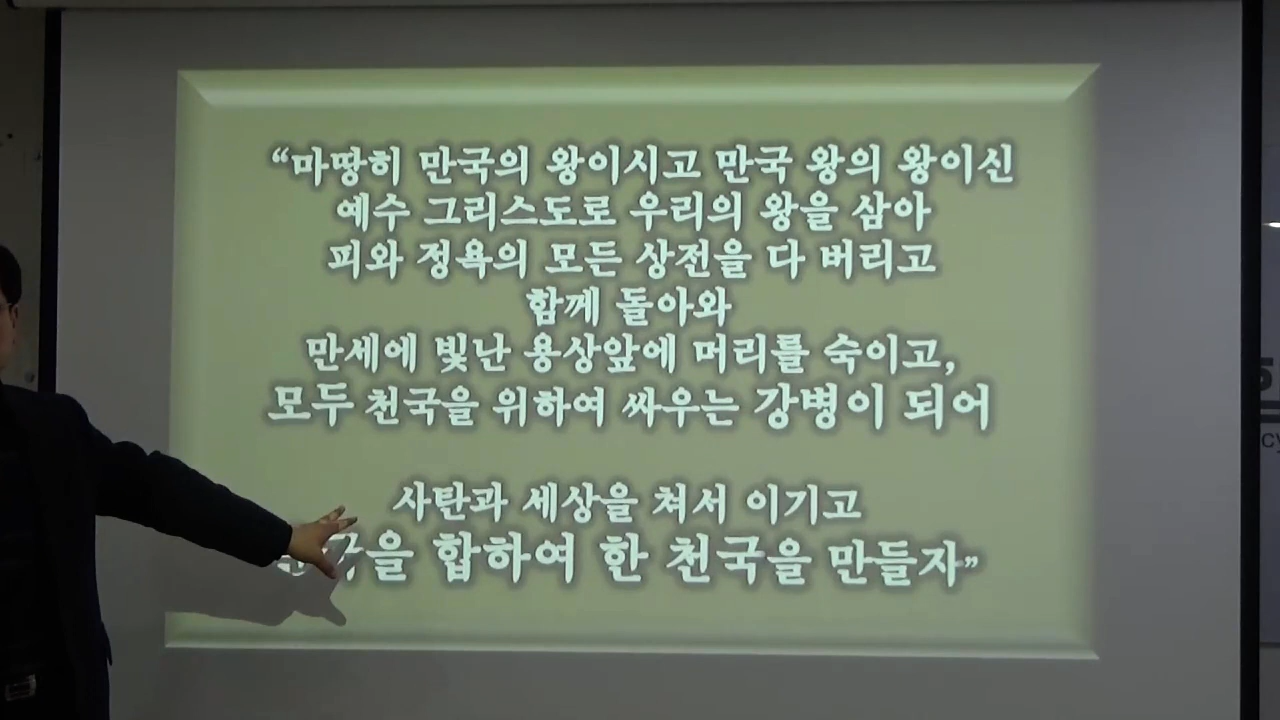 “마땅히 만국의 왕이시고 만국 왕의 왕이신
예수 그리스도로 우리의 왕을 삼아
피와 정욕의 모든 상전을 다 버리고
함께 돌아와
만세에 빛난 용상앞에 머리를 숙이고,
모두 천국을 위하여 싸우는 강병이 되어
사탄과 세상을 쳐서 이기고
합하여 한 천국을 만들자”